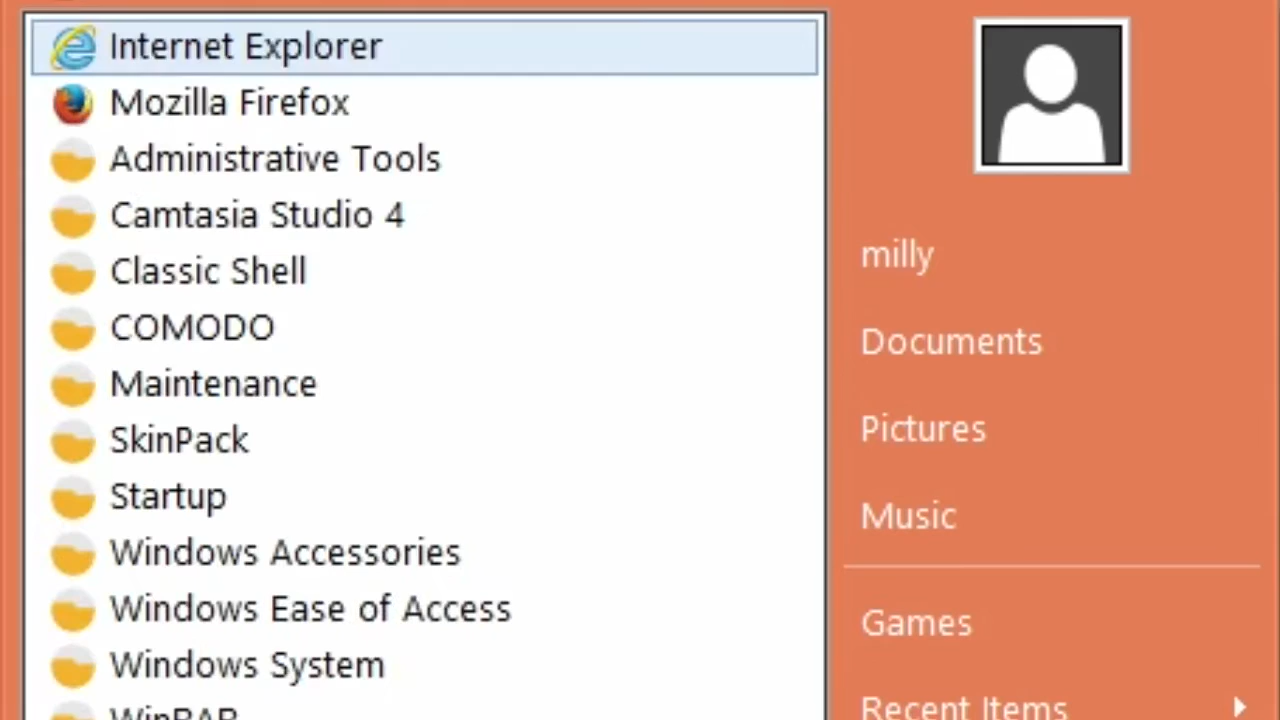 Internet Explorer
Mozilla Firefox
Administrative Tools
Camtasia Studio 4
Classic Shell
COMODO
Maintenance
SkinPack
Startup
Windows Accessories
Windows Ease of Access
Windows System
WinRAR
milly
Documents
Pictures
Music
Games
Recent Items